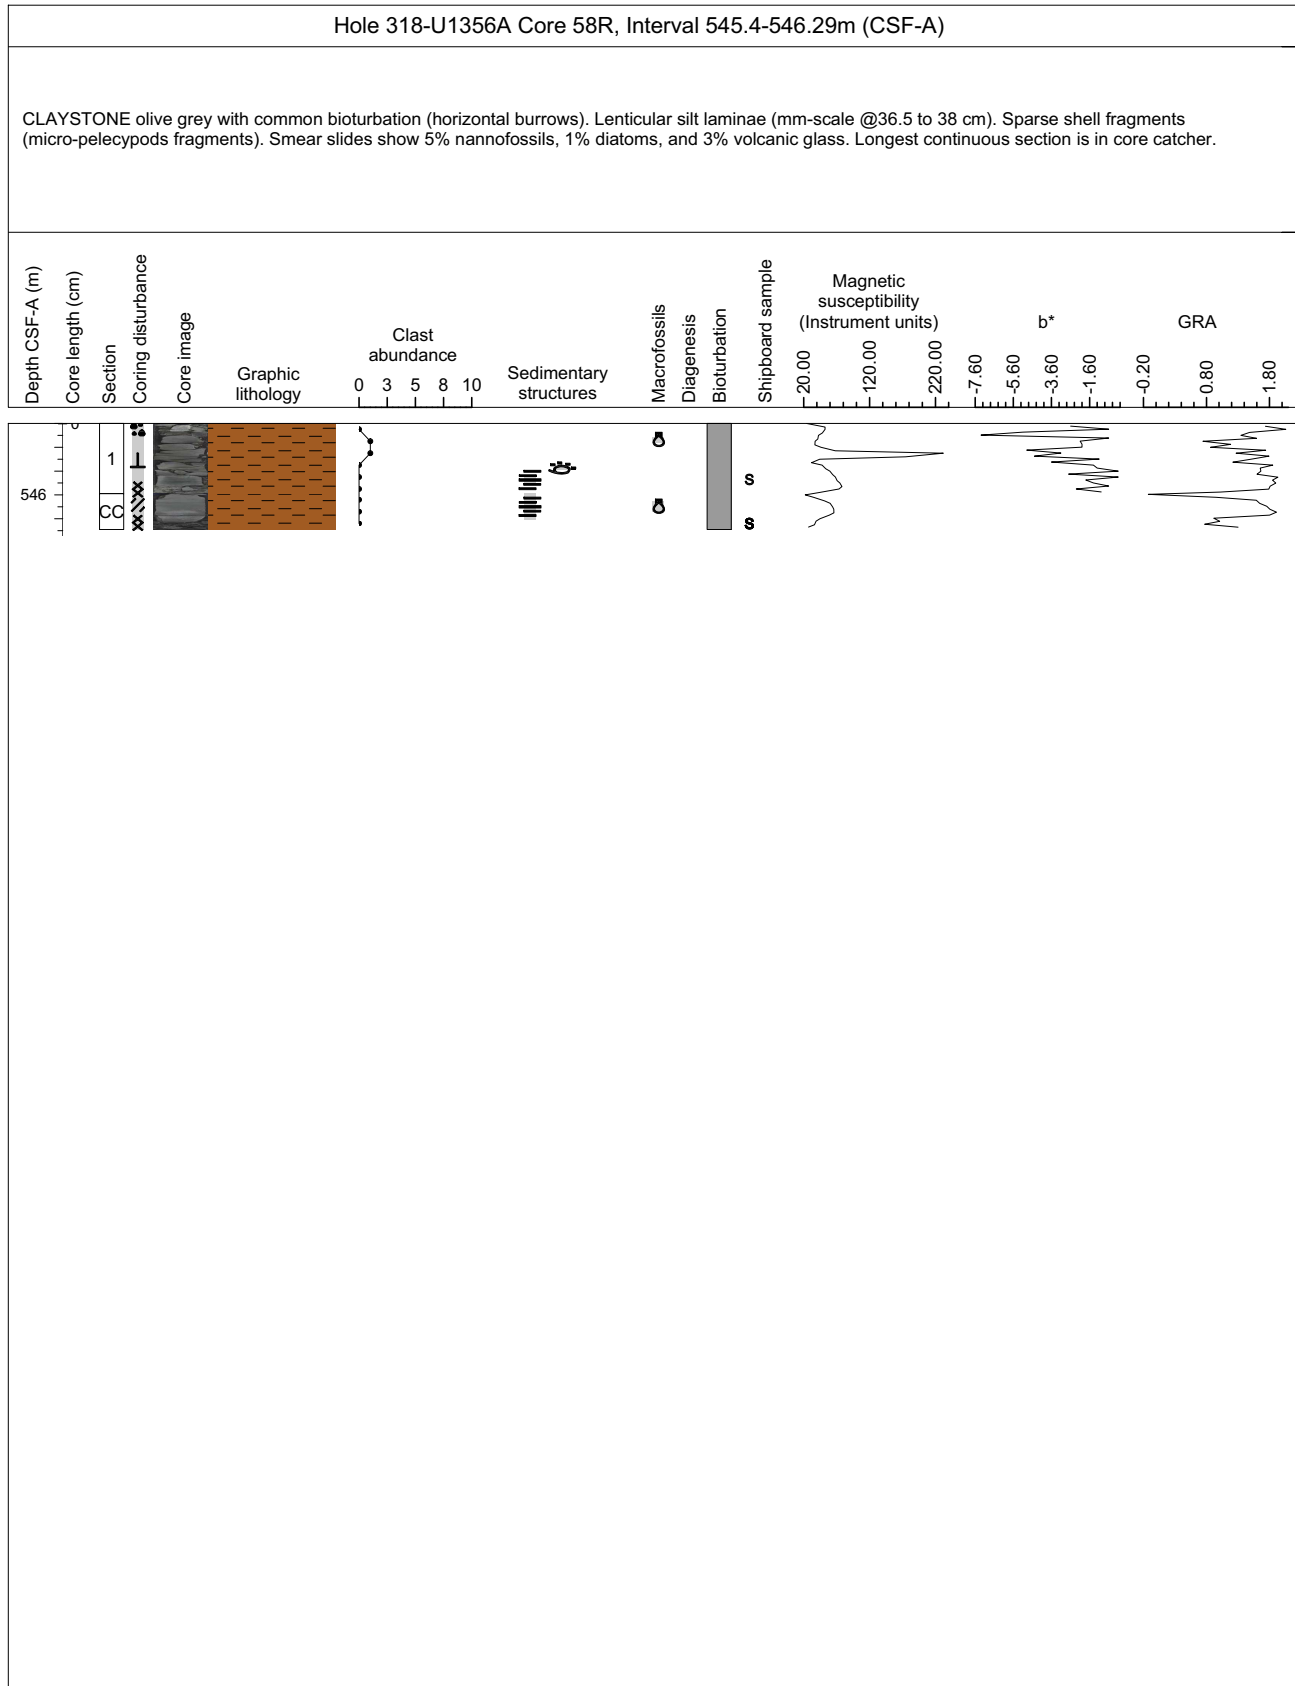 Hole 318-U1356A Core 58R, Interval 545.4-546.29m (CSF-A)
CLAYSTONE olive grey with common bioturbation (horizontal burrows). Lenticular silt laminae (mm-scale @36.5 to 38 cm). Sparse shell fragments
(micro-pelecypods fragments). Smear slides show 5% nannofossils, 1% diatoms, and 3% volcanic glass. Longest continuous section is in core catcher.
Depth CSF-A (m)
Core length (cm)
Section
Coring disturbance
Core image
Graphic
lithology
Clast
abundance
0 3 5 8 10
Sedimentary
structures
Macrofossils
Diagenesis
Bioturbation
Shipboard sample
Magnetic
susceptibility
(Instrument units)
20.00 120.00 220.00
b*
-7.60 -5.60 -3.60 -1.60
GRA
-0.20 0.80 1.80
0
1
S
546
CC
S